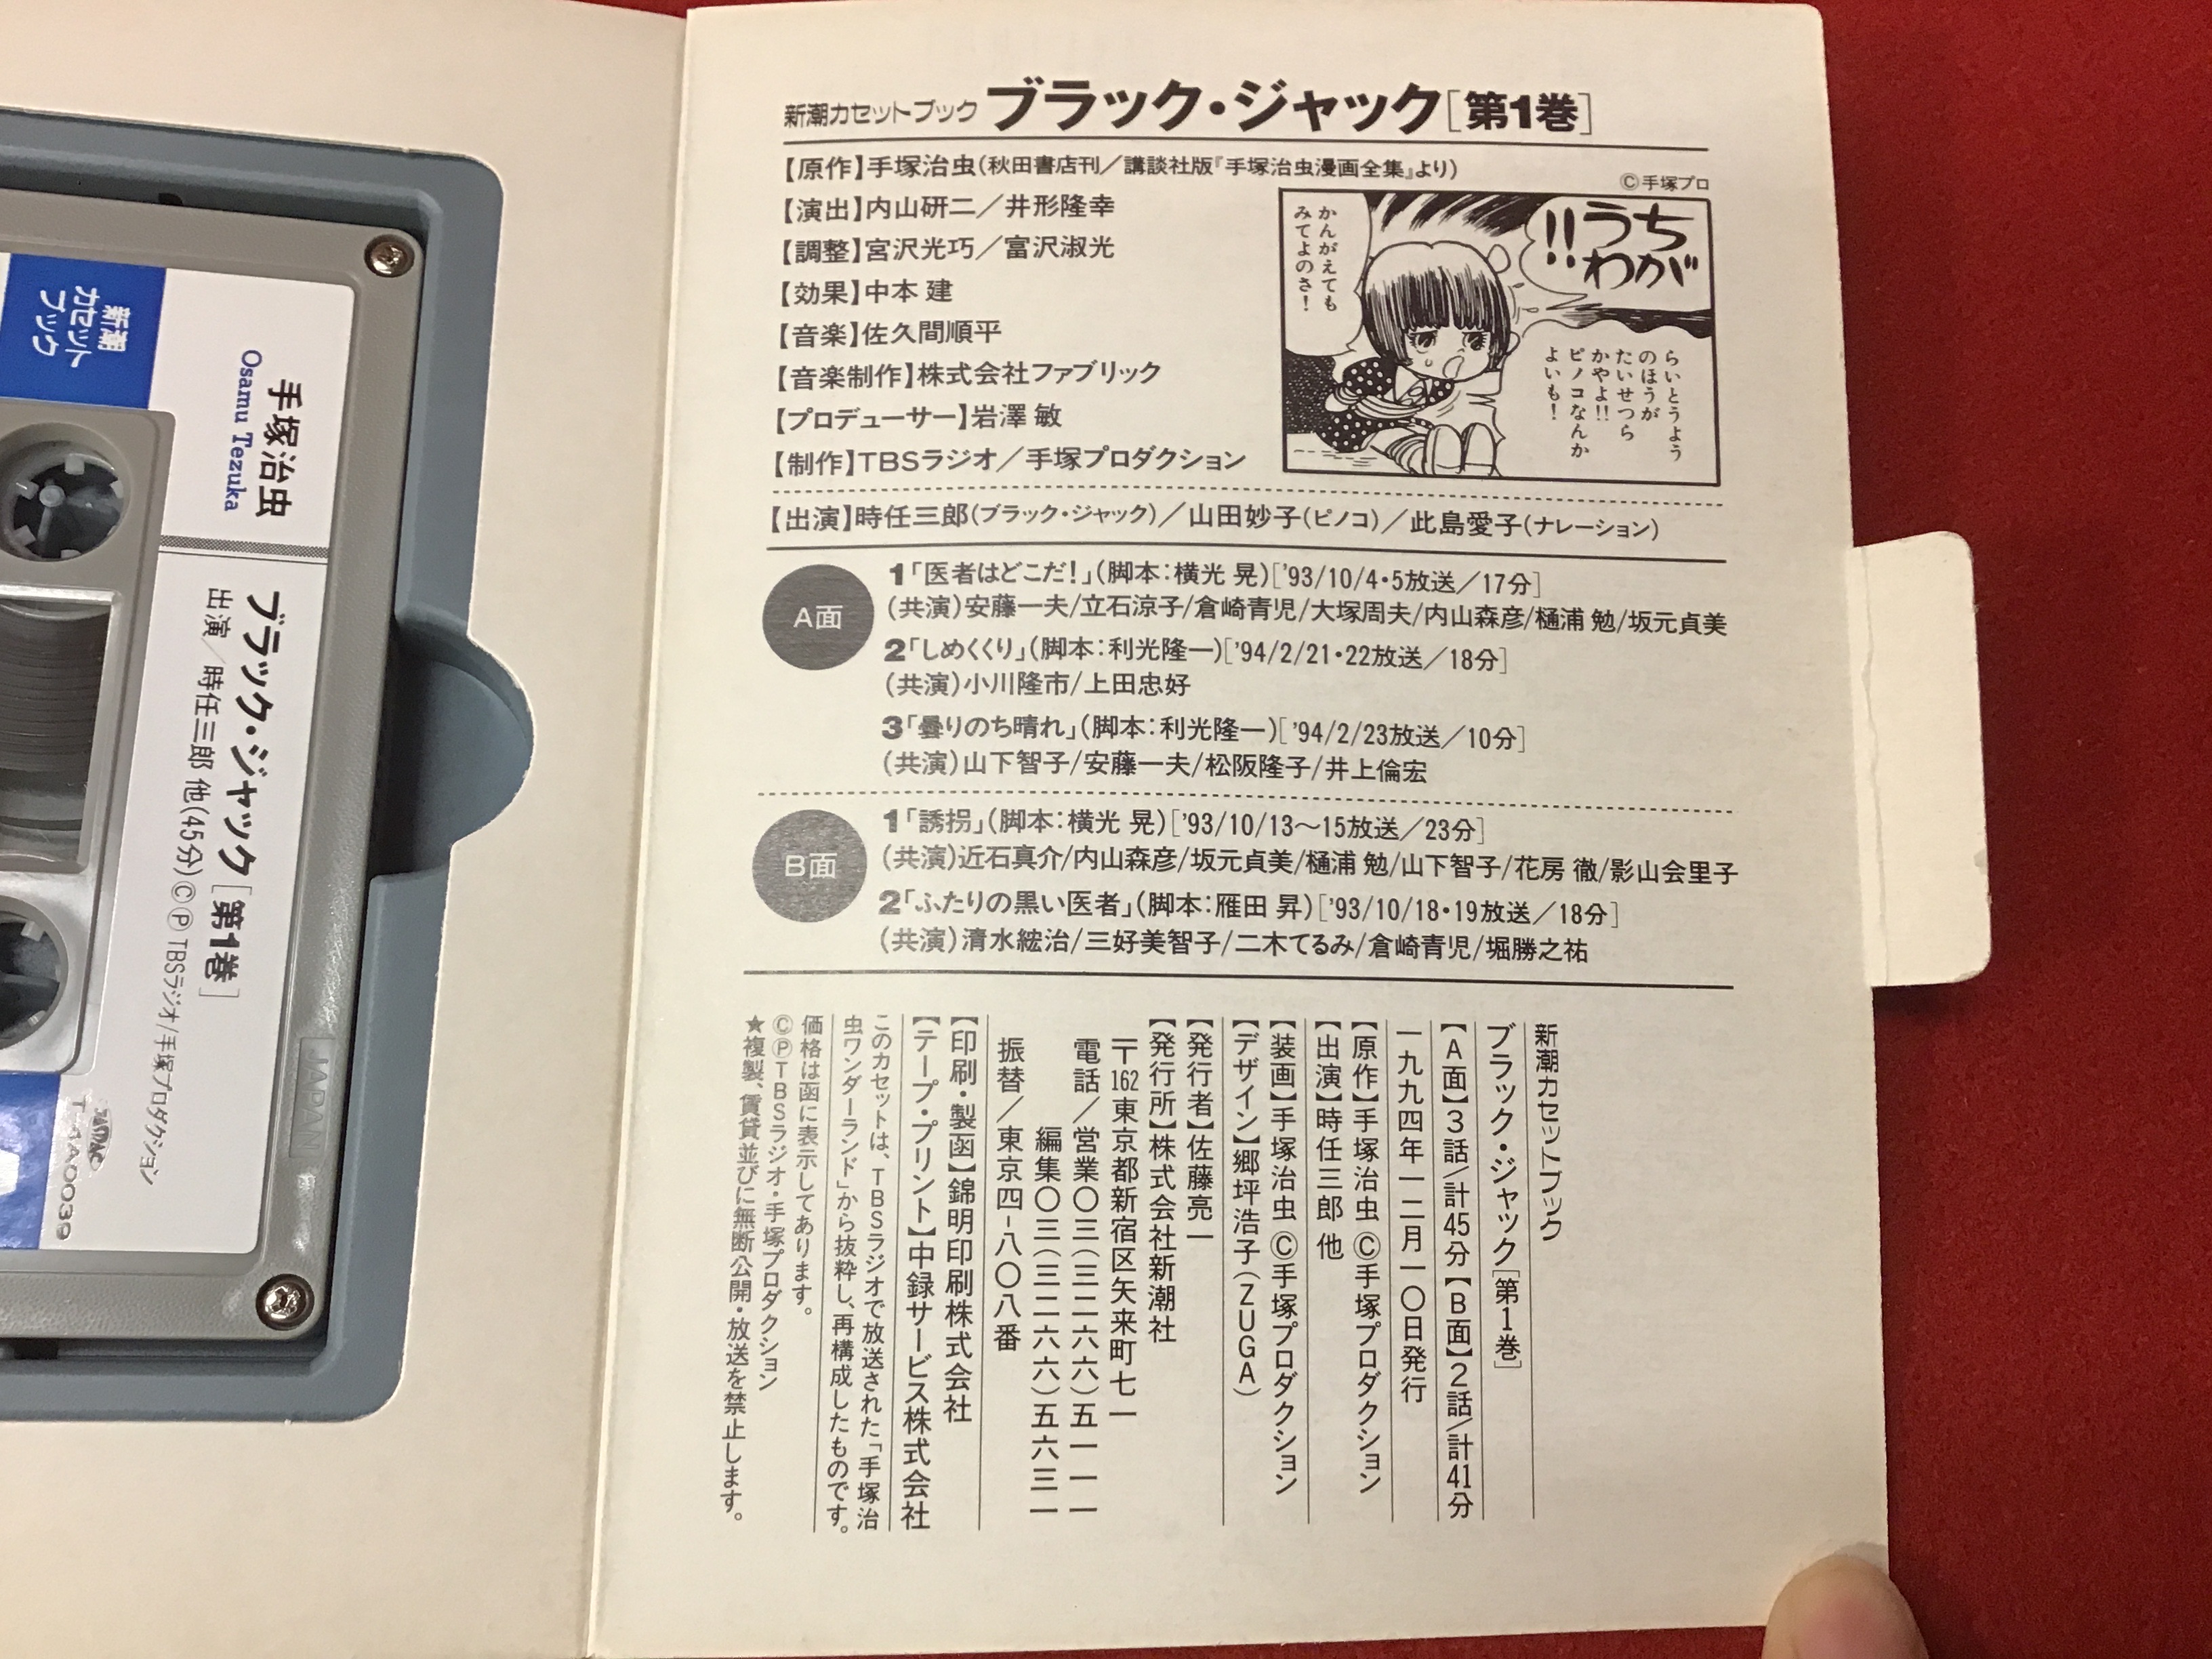 新潮カセットブック ブラック・ジャック[第1巻]
【原作】手塚治虫(秋田書店刊／講談社版『手塚治虫漫画全集』より)
Ⓒ手塚プロ
【演出】内山研二／井形隆幸
【調整】宮沢光巧／富沢淑光
【効果】中本 建
【音楽】佐久間順平
【音楽制作】株式会社ファブリック
【プロデューサー】岩澤 敏
【制作】TBSラジオ／手塚プロダクション
うち
わが
!!
らいとうよう
のほうが
たいせつら
かやよ!!
ピノコなんか
よいも！
かんがえても
みてよのさ！
【出演】時任三郎(ブラック・ジャック)／山田妙子(ピノコ)／此島愛子(ナレーション)
A面
1「医者はどこだ！」(脚本：横光 晃)['93/10/4・5放送／17分]
(共演)安藤一夫/立石涼子/倉崎青児/大塚周夫/内山森彦/樋浦 勉/坂元貞美
2「しめくくり」(脚本：利光隆一)['94/2/21・22放送／18分]
(共演)小川隆市/上田忠好
3「曇りのち晴れ」(脚本：利光隆一)['94/2/23放送／10分]
(共演)山下智子/安藤一夫/松阪隆子/井上倫宏
B面
1「誘拐」(脚本：横光 晃)['93/10/13〜15放送／23分]
(共演)近石真介/内山森彦/坂元貞美/樋浦 勉/山下智子/花房 徹/影山会里子
2「ふたりの黒い医者」(脚本：雁田 昇)['93/10/18・19放送／18分]
(共演)清水綋治/三好美智子/二木てるみ/倉崎青児/堀勝之祐
新潮カセットブック
ブラック・ジャック[第1巻]
【A面】3話/計45分【B面】2話/計41分
一九九四年一二月一〇日発行
【原作】手塚治虫 Ⓒ手塚プロダクション
【出演】時任三郎 他
【装画】手塚治虫 Ⓒ手塚プロダクション
【デザイン】郷坪浩子(ZUGA)
【発行者】佐藤亮一
【発行所】株式会社新潮社
〒162東京都新宿区矢来町七一
電話／営業〇三(三二六六)五一一一
編集〇三(三二六六)五六三一
振替／東京四-八〇八番
【印刷・製函】錦明印刷株式会社
【テープ・プリント】中録サービス株式会社
このカセットは、TBSラジオで放送された「手塚治
虫ワンダーランド」から抜粋し、再構成したものです。
価格は函に表示してあります。
ⒸⓅTBSラジオ・手塚プロダクション
★複製、賃貸並びに無断公開・放送を禁止します。
新潮
カセット
ブック
手塚治虫
Osamu Tezuka
ブラック・ジャック[第1巻]
出演／時任三郎 他(45分)ⒸⓅTBSラジオ/手塚プロダクション
JASRAC
JAPAN